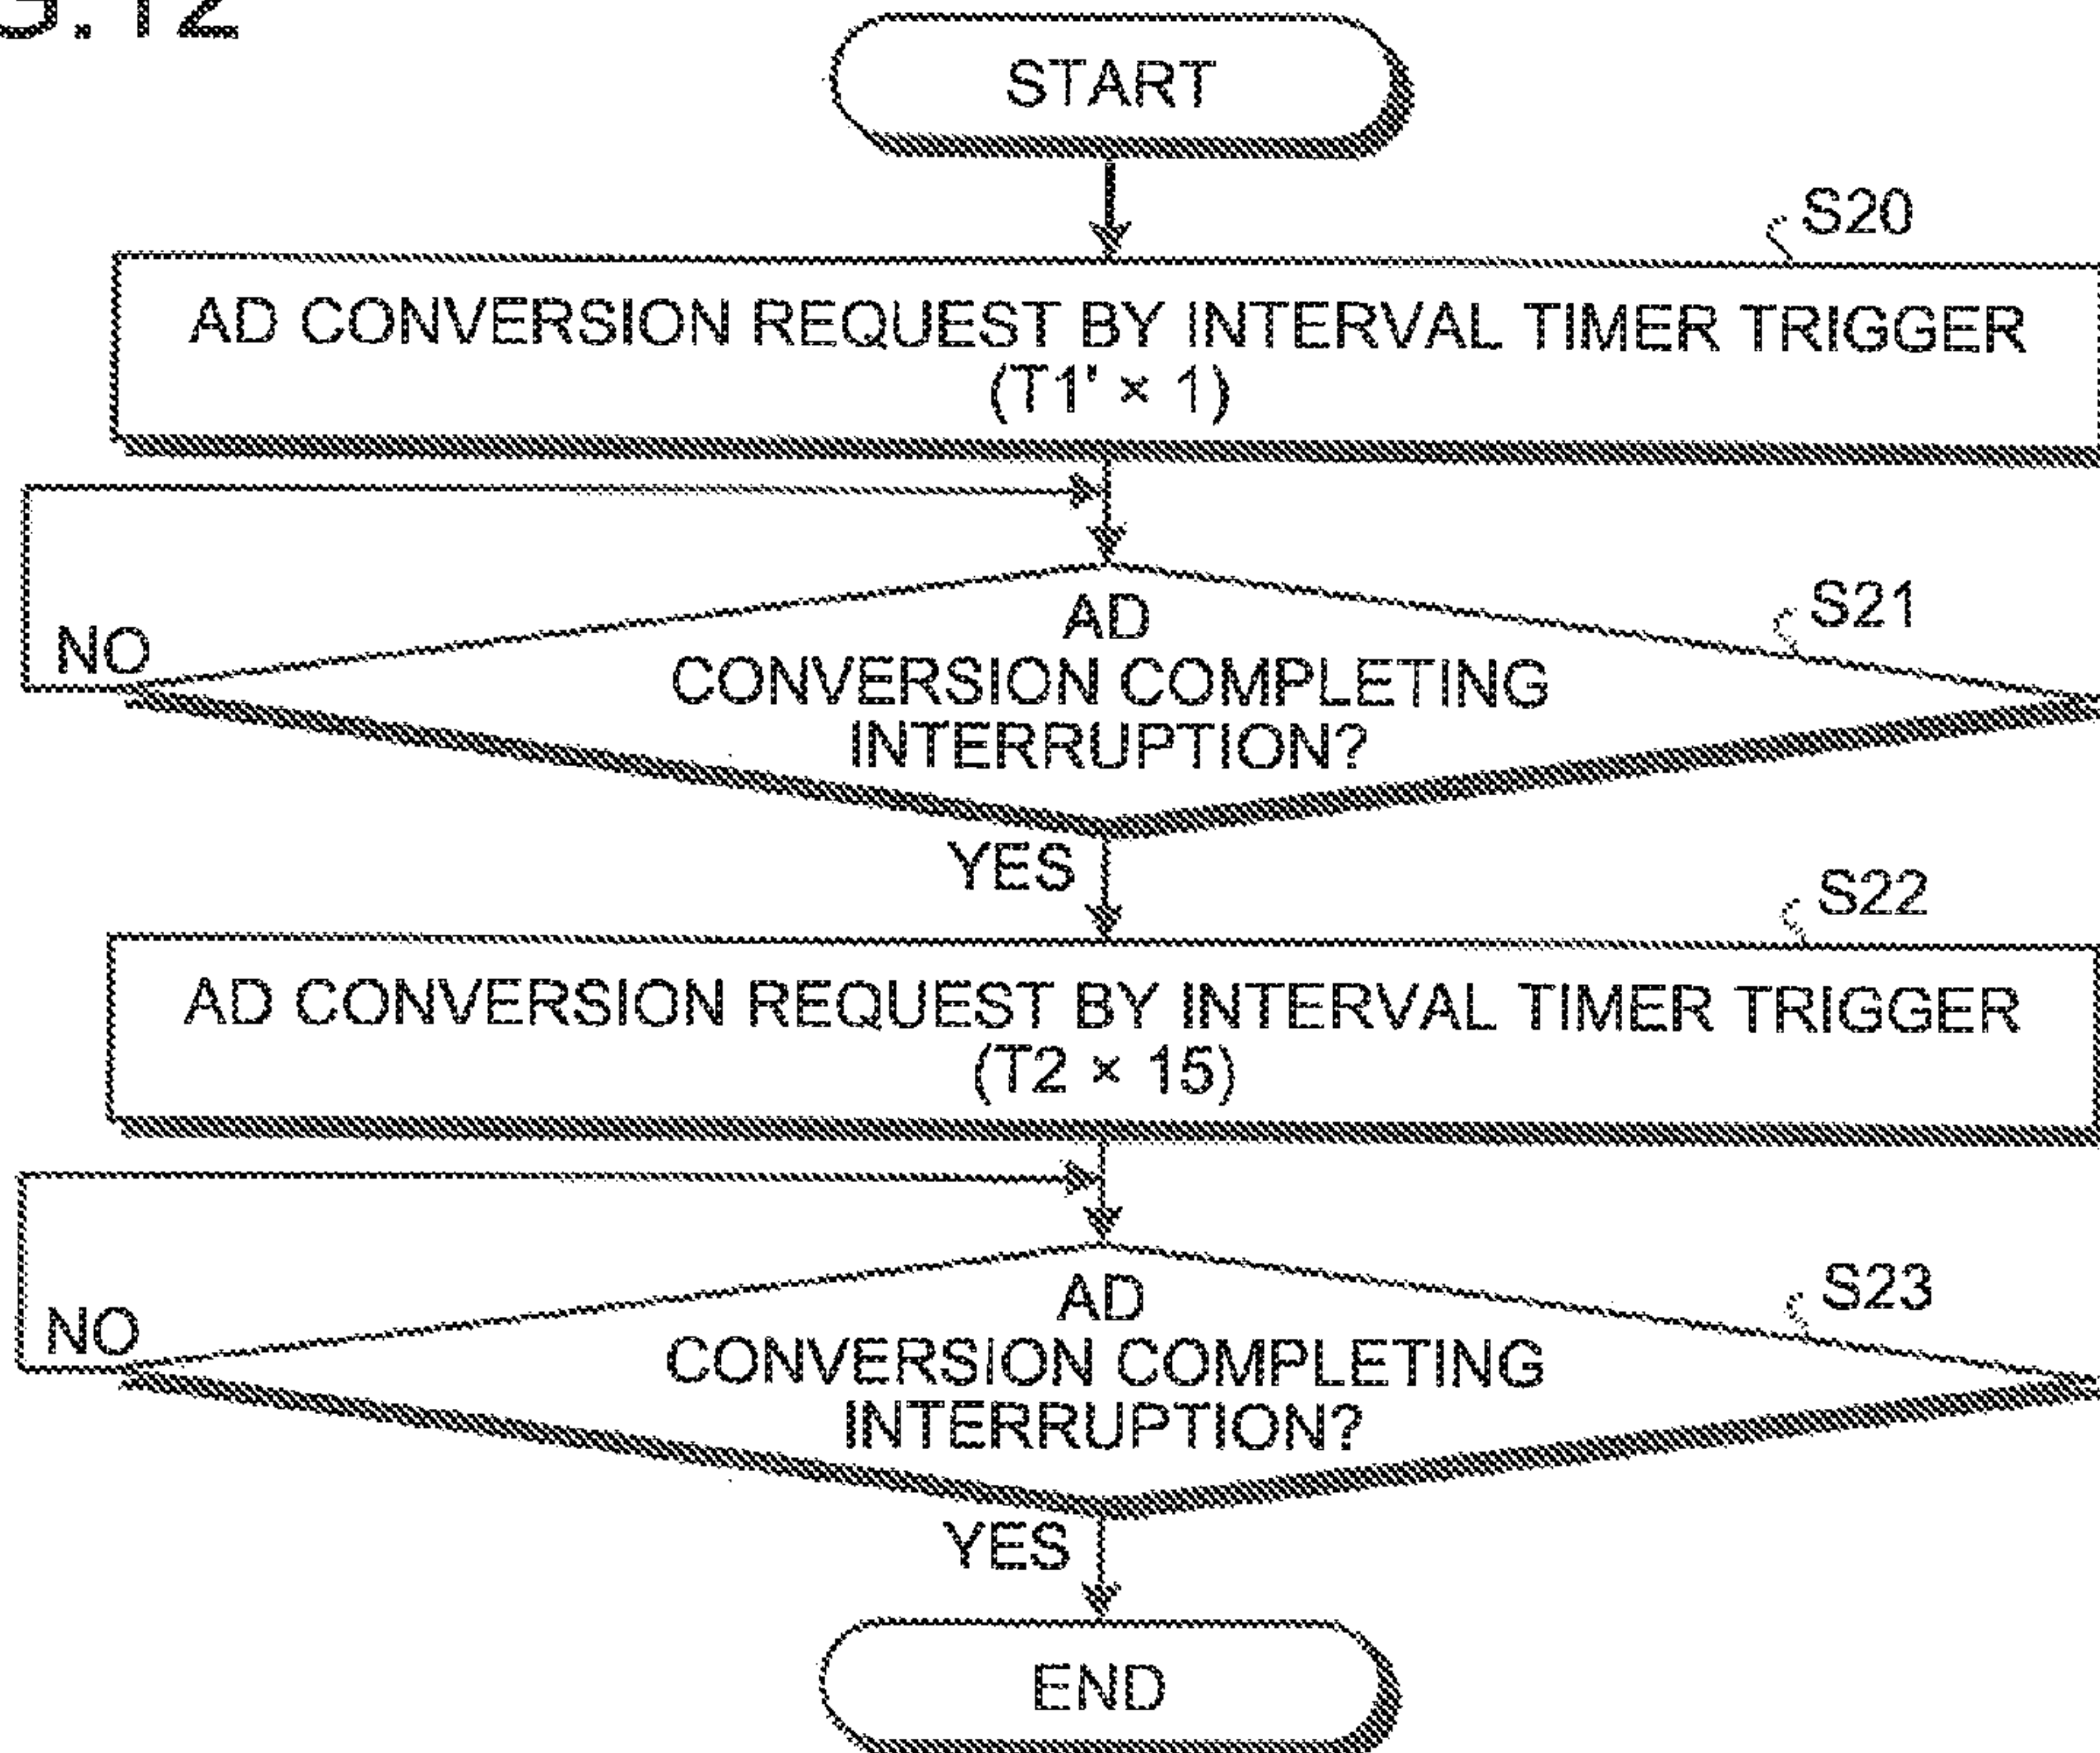 G.12
START
S20
AD CONVERSION REQUEST BY INTERVAL TIMER TRIGGER
(T1' × 1)
S21
AD
CONVERSION COMPLETING
INTERRUPTION?
NO
YES
S22
AD CONVERSION REQUEST BY INTERVAL TIMER TRIGGER
(T2 × 15)
S23
AD
CONVERSION COMPLETING
INTERRUPTION?
NO
YES
END